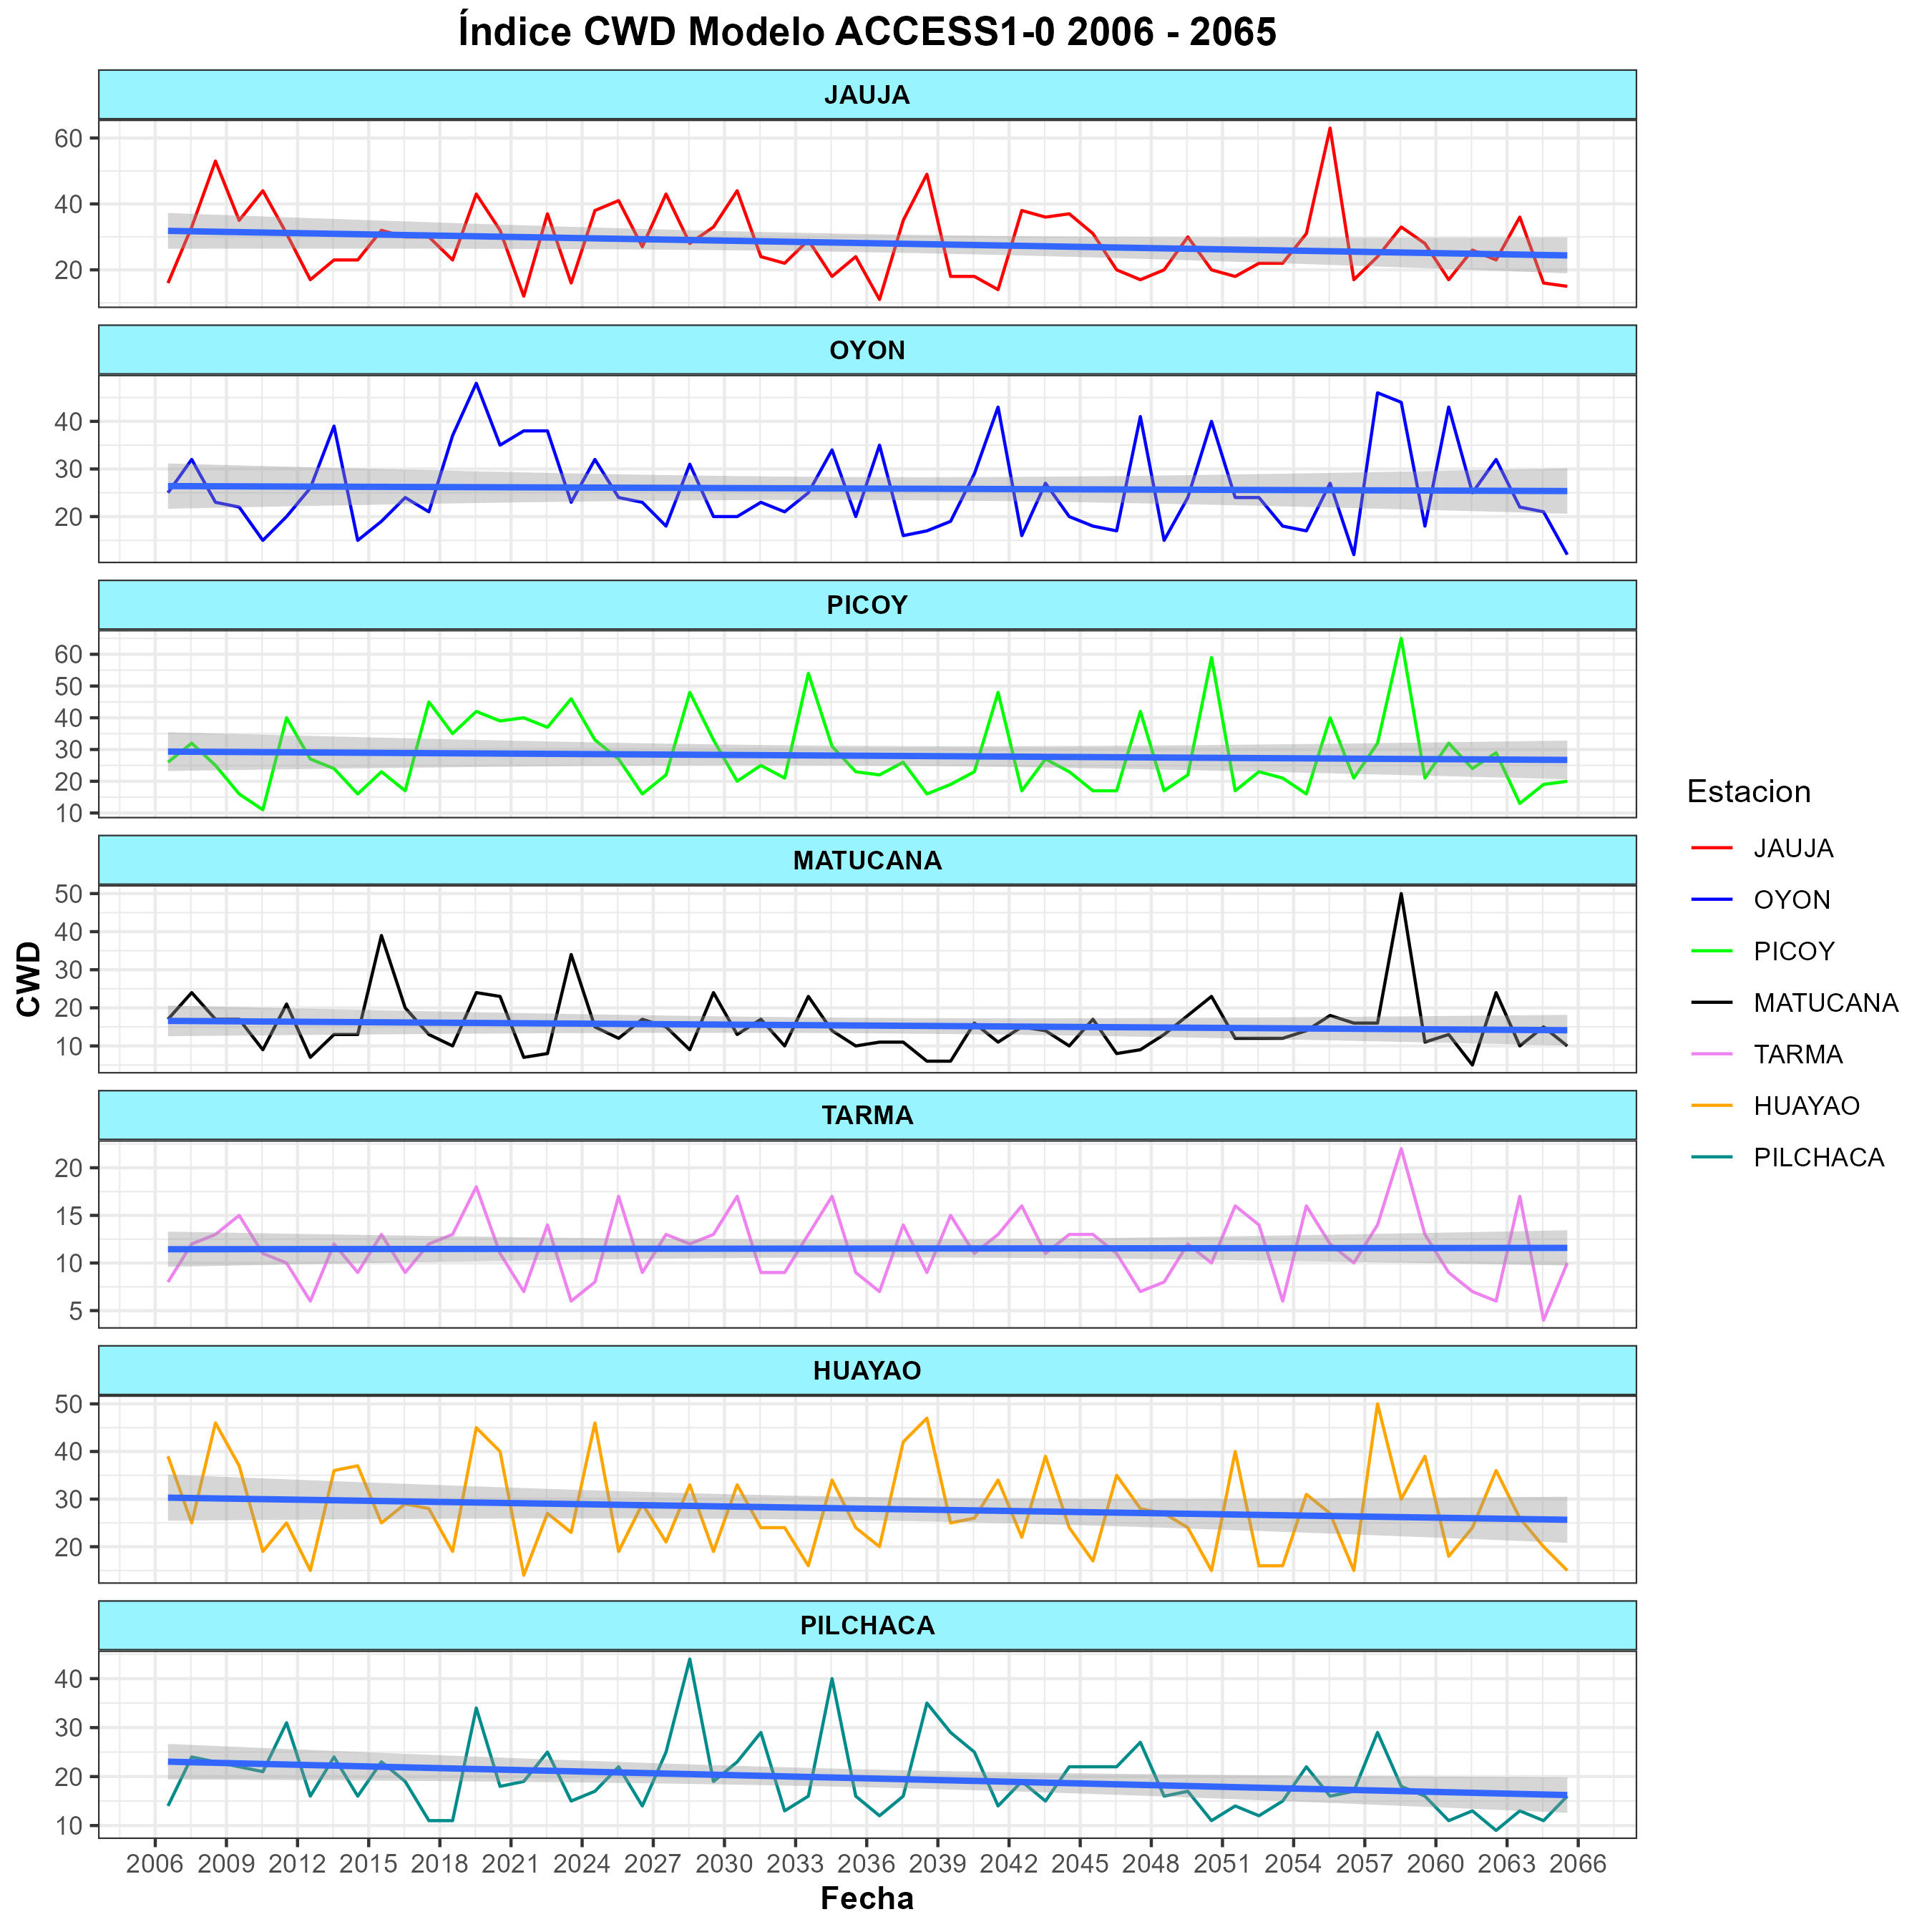 Índice CWD Modelo ACCESS1-0 2006 - 2065
JAUJA
60
40
20
OYON
40
30
20
PICOY
60
50
40
30
20
10
MATUCANA
50
40
30
20
10
TARMA
20
15
10
5
HUAYAO
50
40
30
20
PILCHACA
40
30
20
10
2006 2009 2012 2015 2018 2021 2024 2027 2030 2033 2036 2039 2042 2045 2048 2051 2054 2057 2060 2063 2066
Fecha
CWD
Estacion
JAUJA
OYON
PICOY
MATUCANA
TARMA
HUAYAO
PILCHACA